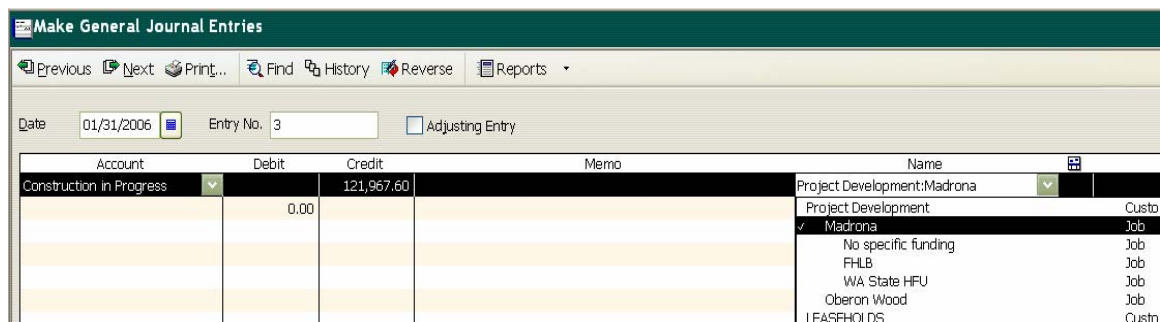 Make General Journal Entries
Previous Next Print... Find History Reverse Reports
Date 01/31/2006 Entry No. 3 Adjusting Entry
Account Debit Credit Memo Name
Construction in Progress 121,967.60 Project Development:Madrona
0.00 Project Development Custo
✓ Madrona Job
No specific funding Job
FHLB Job
WA State HFU Job
Oberon Wood Job
LEASEHOLDS Custo